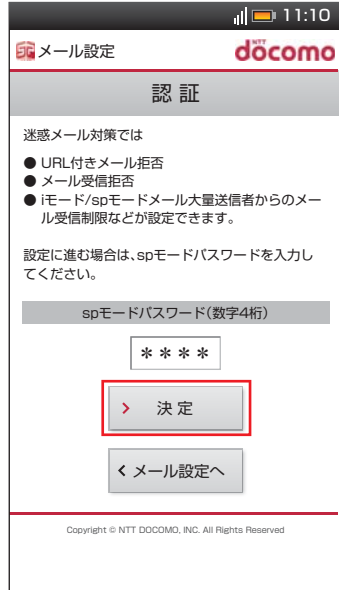 11:10
メール設定
NTT
docomo
認 証
迷惑メール対策では
● URL付きメール拒否
● メール受信拒否
● iモード/spモードメール大量送信者からのメー
ル受信制限などが設定できます。
設定に進む場合は、spモードパスワードを入力し
てください。
spモードパスワード(数字4桁)
＊＊＊＊
決 定
メール設定へ
Copyright © NTT DOCOMO, INC. All Rights Reserved